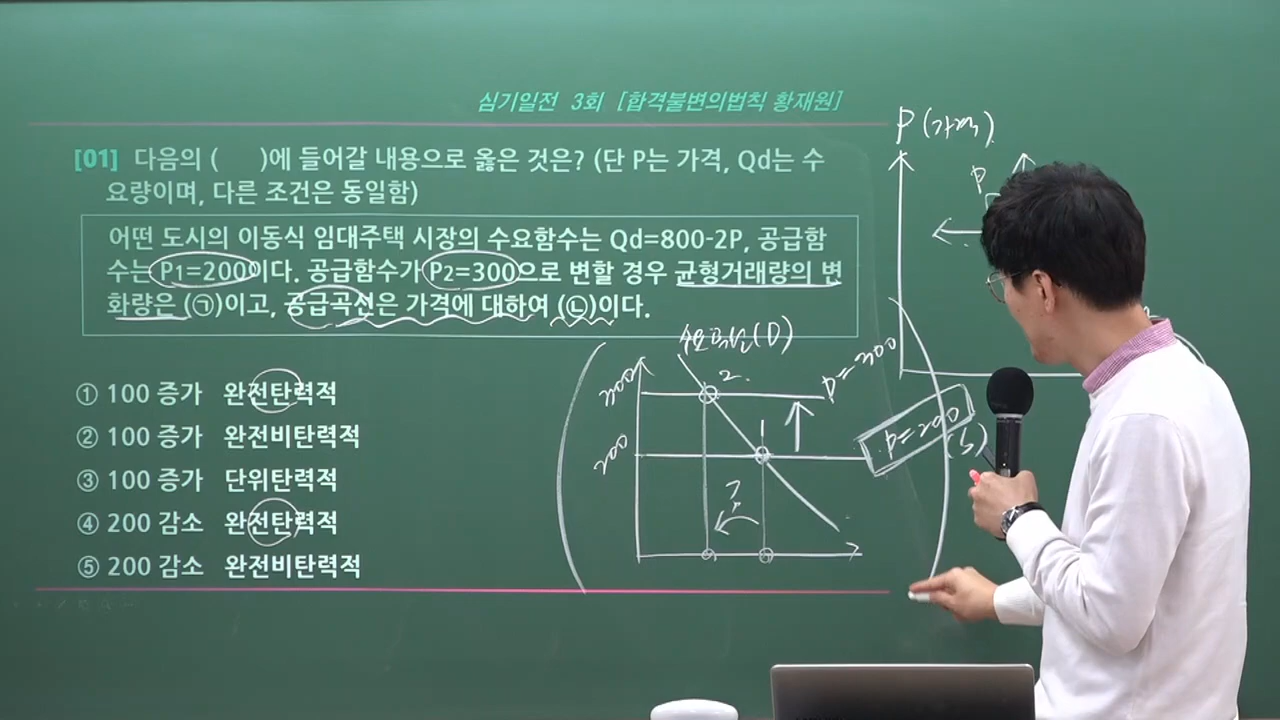 심기일전 3회 [합격불변의법칙 황재원]
[01] 다음의 ( )에 들어갈 내용으로 옳은 것은? (단 P는 가격, Qd는 수
요량이며, 다른 조건은 동일함)
어떤 도시의 이동식 임대주택 시장의 수요함수는 Qd=800-2P, 공급함
수는 P1=200이다. 공급함수가 P2=300으로 변할 경우 균형거래량의 변
화량은 (㉠)이고, 공급곡선은 가격에 대하여 (㉡)이다.
① 100 증가 완전탄력적
② 100 증가 완전비탄력적
③ 100 증가 단위탄력적
④ 200 감소 완전탄력적
⑤ 200 감소 완전비탄력적
수요곡선(D)
300
2
P=300
200
1
P=200
(S)
?
P (가격)
P